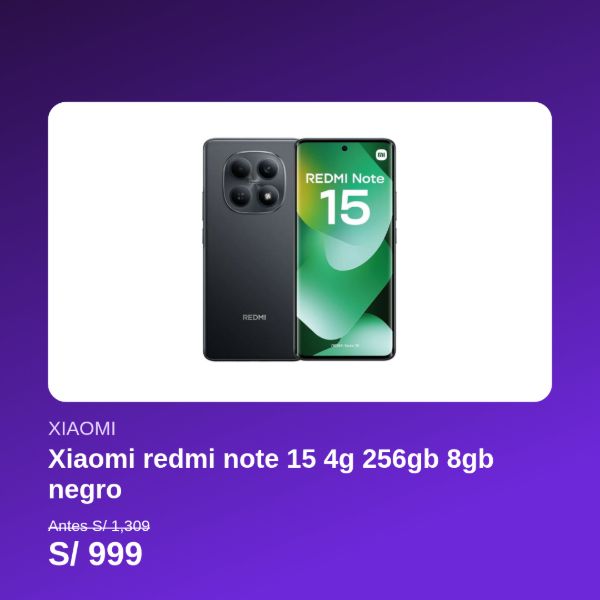 REDMI Note
15
REDMI
XIAOMI
Xiaomi redmi note 15 4g 256gb 8gb
negro
Antes S/ 1,309
S/ 999